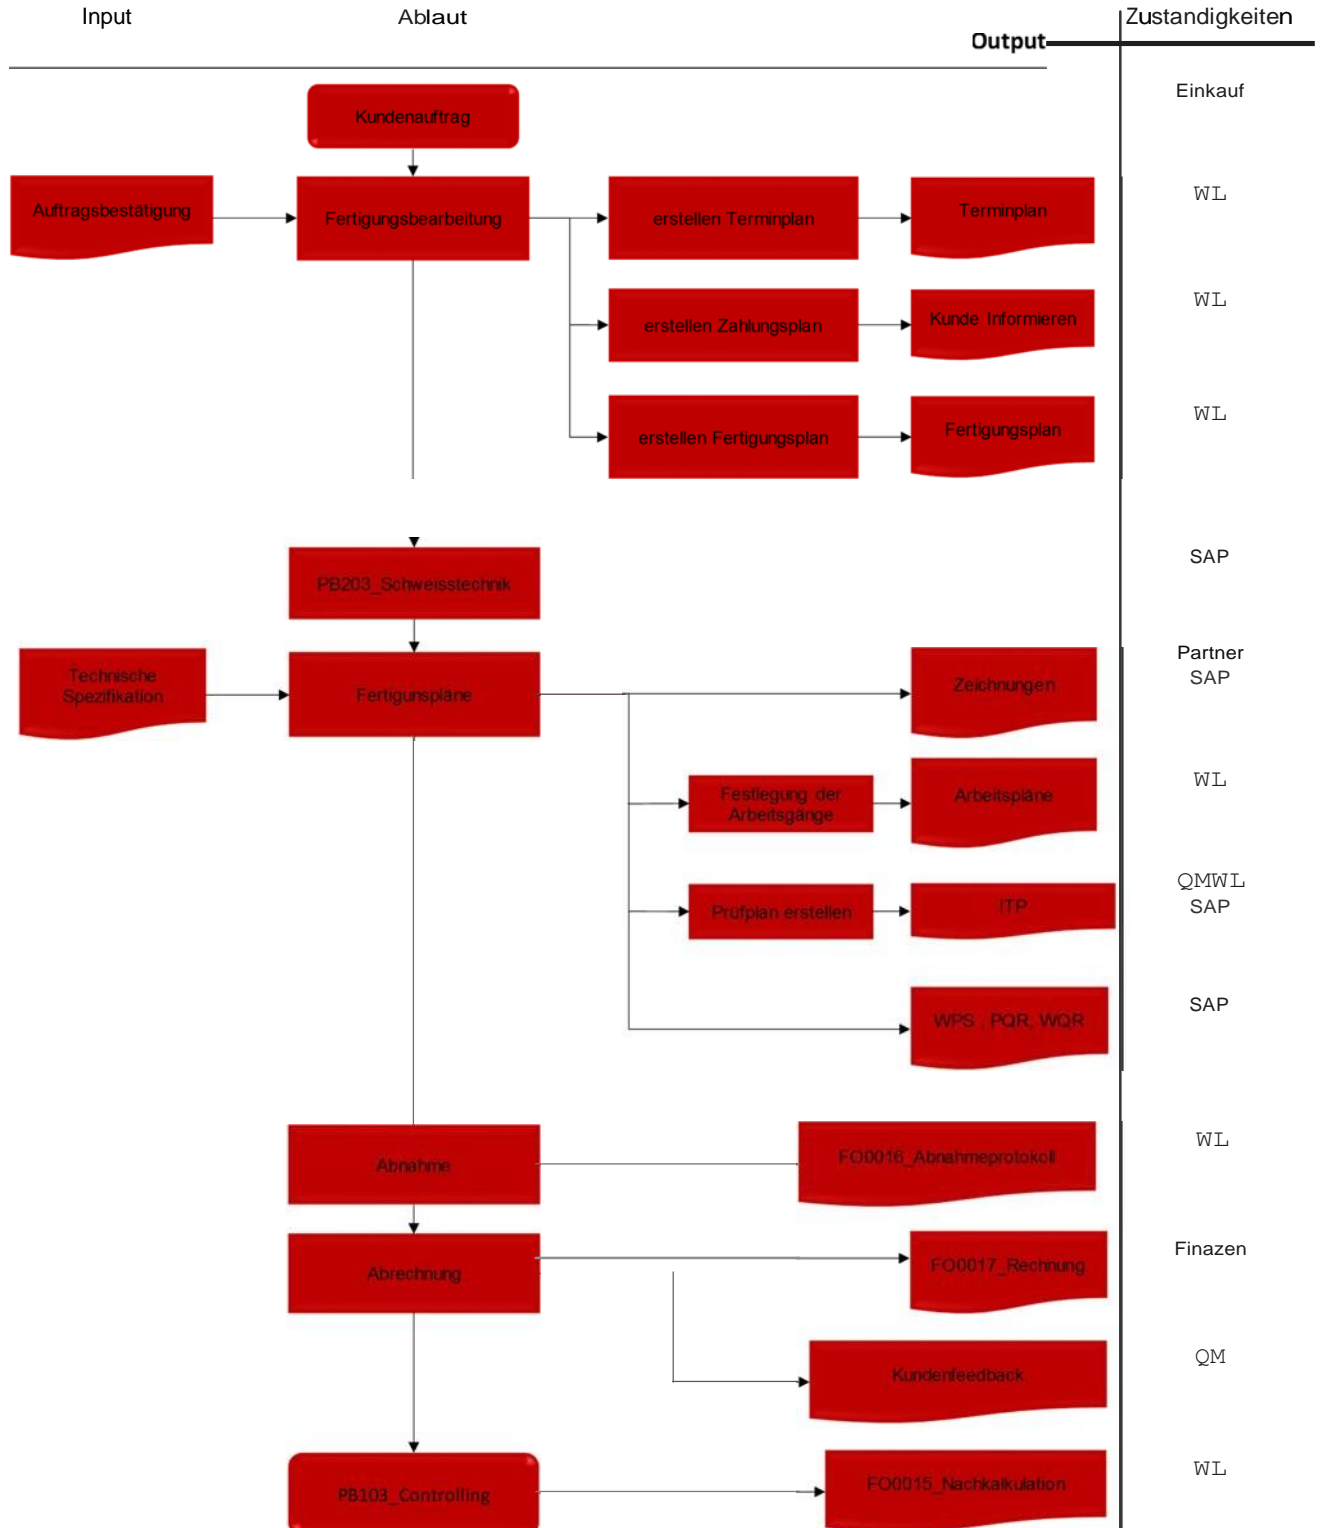 Input
Ablaut
Output
Zustandigkeiten
Kundenauftrag
Einkauf
Auftragsbestätigung
Fertigungsbearbeitung
erstellen Terminplan
Terminplan
WL
erstellen Zahlungsplan
Kunde Informieren
WL
erstellen Fertigungsplan
Fertigungsplan
WL
PB203_Schweisstechnik
SAP
Technische
Spezifikation
Fertigunspläne
Zeichnungen
Partner
SAP
Festlegung der
Arbeitsgänge
Arbeitspläne
WL
Prüfplan erstellen
ITP
QMWL
SAP
WPS , PQR, WQR
SAP
Abnahme
FO0016_Abnahmeprotokoll
WL
Abrechnung
FO0017_Rechnung
Finazen
Kundenfeedback
QM
PB103_Controlling
FO0015_Nachkalkulation
WL